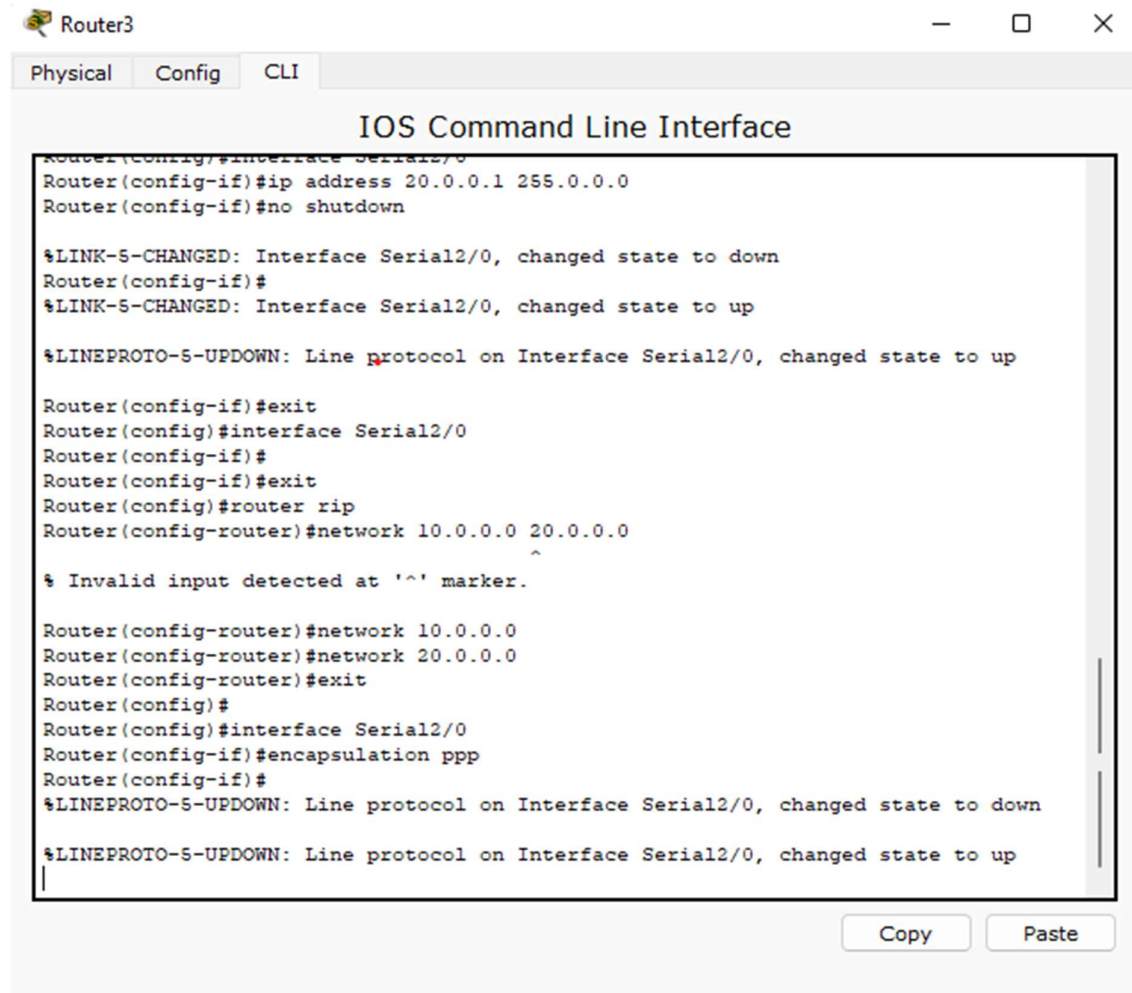 Router3
Physical Config CLI
IOS Command Line Interface
Router(config)#interface Serial2/0
Router(config-if)#ip address 20.0.0.1 255.0.0.0
Router(config-if)#no shutdown
%LINK-5-CHANGED: Interface Serial2/0, changed state to down
Router(config-if)#
%LINK-5-CHANGED: Interface Serial2/0, changed state to up
%LINEPROTO-5-UPDOWN: Line protocol on Interface Serial2/0, changed state to up
Router(config-if)#exit
Router(config)#interface Serial2/0
Router(config-if)#
Router(config-if)#exit
Router(config)#router rip
Router(config-router)#network 10.0.0.0 20.0.0.0
^
% Invalid input detected at '^' marker.
Router(config-router)#network 10.0.0.0
Router(config-router)#network 20.0.0.0
Router(config-router)#exit
Router(config)#
Router(config)#interface Serial2/0
Router(config-if)#encapsulation ppp
Router(config-if)#
%LINEPROTO-5-UPDOWN: Line protocol on Interface Serial2/0, changed state to down
%LINEPROTO-5-UPDOWN: Line protocol on Interface Serial2/0, changed state to up
Copy Paste